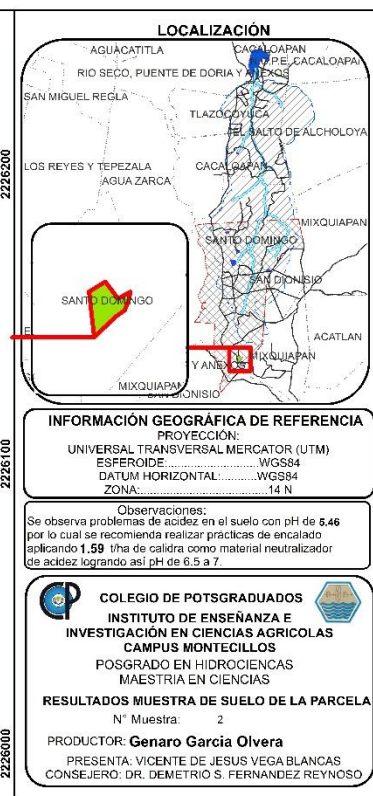 LOCALIZACIÓN
AGUACATITLA
CACALOAPAN
P.E. CACALOAPAN
RIO SECO, PUENTE DE DORIA Y ANEXOS
SAN MIGUEL REGLA
TLAZOCOYUCA
EL SALTO DE ALCHOLOYA
LOS REYES Y TEPEZALA
CACALOAPAN
AGUA ZARCA
MIXQUIAPAN
SANTO DOMINGO
SAN DIONISIO
SANTO DOMINGO
ACATLAN
Y ANEXOS
MIXQUIAPAN
MIXQUIAPAN
SAN DIONISIO
2226200
2226100
2226000
INFORMACIÓN GEOGRÁFICA DE REFERENCIA
PROYECCIÓN:
UNIVERSAL TRANSVERSAL MERCATOR (UTM)
ESFEROIDE:......................WGS84
DATUM HORIZONTAL:...........WGS84
ZONA:..............................14 N
Observaciones:
Se observa problemas de acidez en el suelo con pH de 5.46
por lo cual se recomienda realizar prácticas de encalado
aplicando 1.59 t/ha de calidra como material neutralizador
de acidez logrando así pH de 6.5 a 7.
COLEGIO DE POTSGRADUADOS
INSTITUTO DE ENSEÑANZA E
INVESTIGACIÓN EN CIENCIAS AGRICOLAS
CAMPUS MONTECILLOS
POSGRADO EN HIDROCIENCAS
MAESTRIA EN CIENCIAS
RESULTADOS MUESTRA DE SUELO DE LA PARCELA
N° Muestra: 2
PRODUCTOR: Genaro Garcia Olvera
PRESENTA: VICENTE DE JESUS VEGA BLANCAS
CONSEJERO: DR. DEMETRIO S. FERNANDEZ REYNOSO